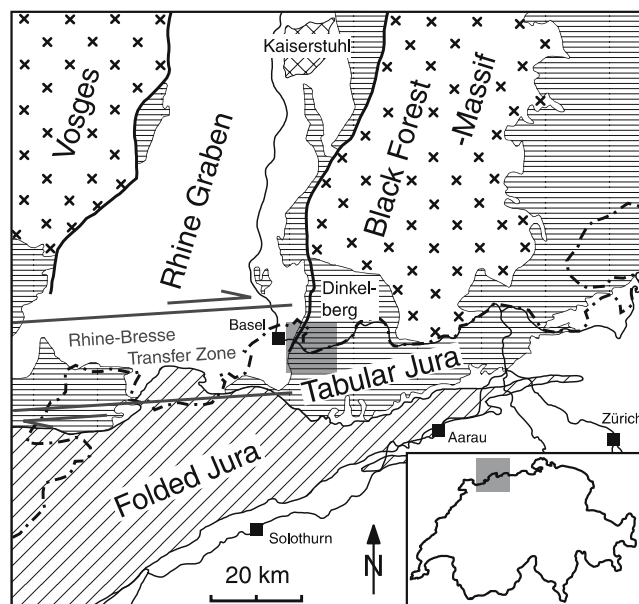 Kaiserstuhl
Vosges
Rhine Graben
Black Forest
-Massif
Dinkel-
berg
Basel
Rhine-Bresse
Transfer Zone
Tabular Jura
Zürich
Aarau
Folded Jura
Solothurn
N
20 km